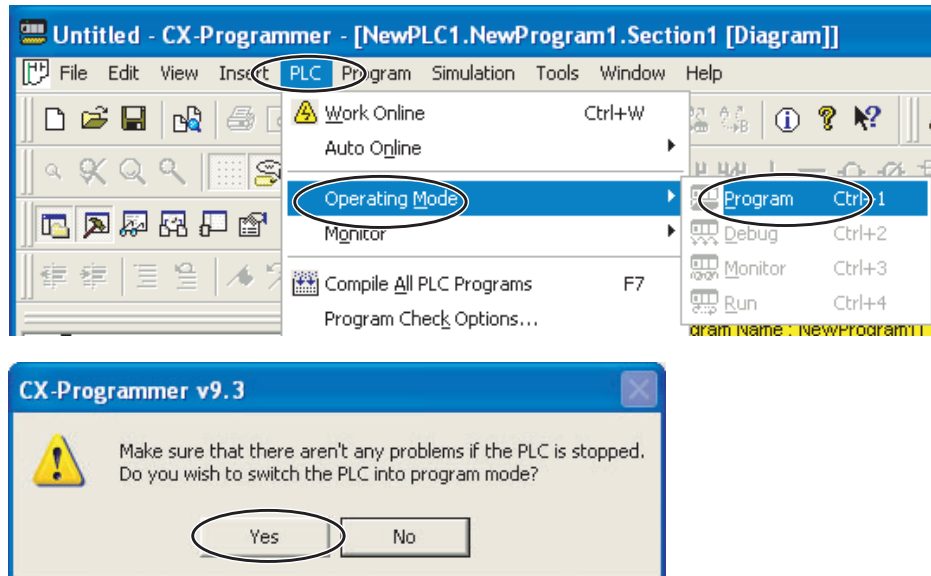 Untitled - CX-Programmer - [NewPLC1.NewProgram1.Section1 [Diagram]]
File Edit View Insert PLC Program Simulation Tools Window Help
Work Online Ctrl+W
Auto Online
Operating Mode
Program Ctrl+1
Debug Ctrl+2
Monitor
Monitor Ctrl+3
Compile All PLC Programs F7
Run Ctrl+4
Program Check Options...
gram Name : NewProgram1]
CX-Programmer v9.3
Make sure that there aren't any problems if the PLC is stopped.
Do you wish to switch the PLC into program mode?
Yes No